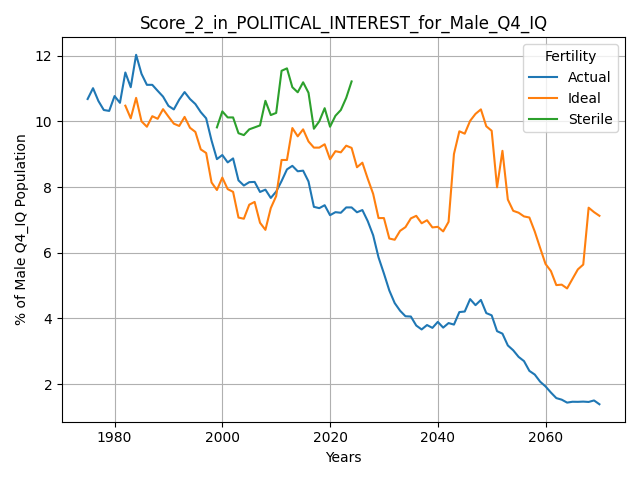 Score_2_in_POLITICAL_INTEREST_for_Male_Q4_IQ
Fertility
Actual
Ideal
Sterile
% of Male Q4_IQ Population
12
10
8
6
4
2
1980
2000
2020
2040
2060
Years